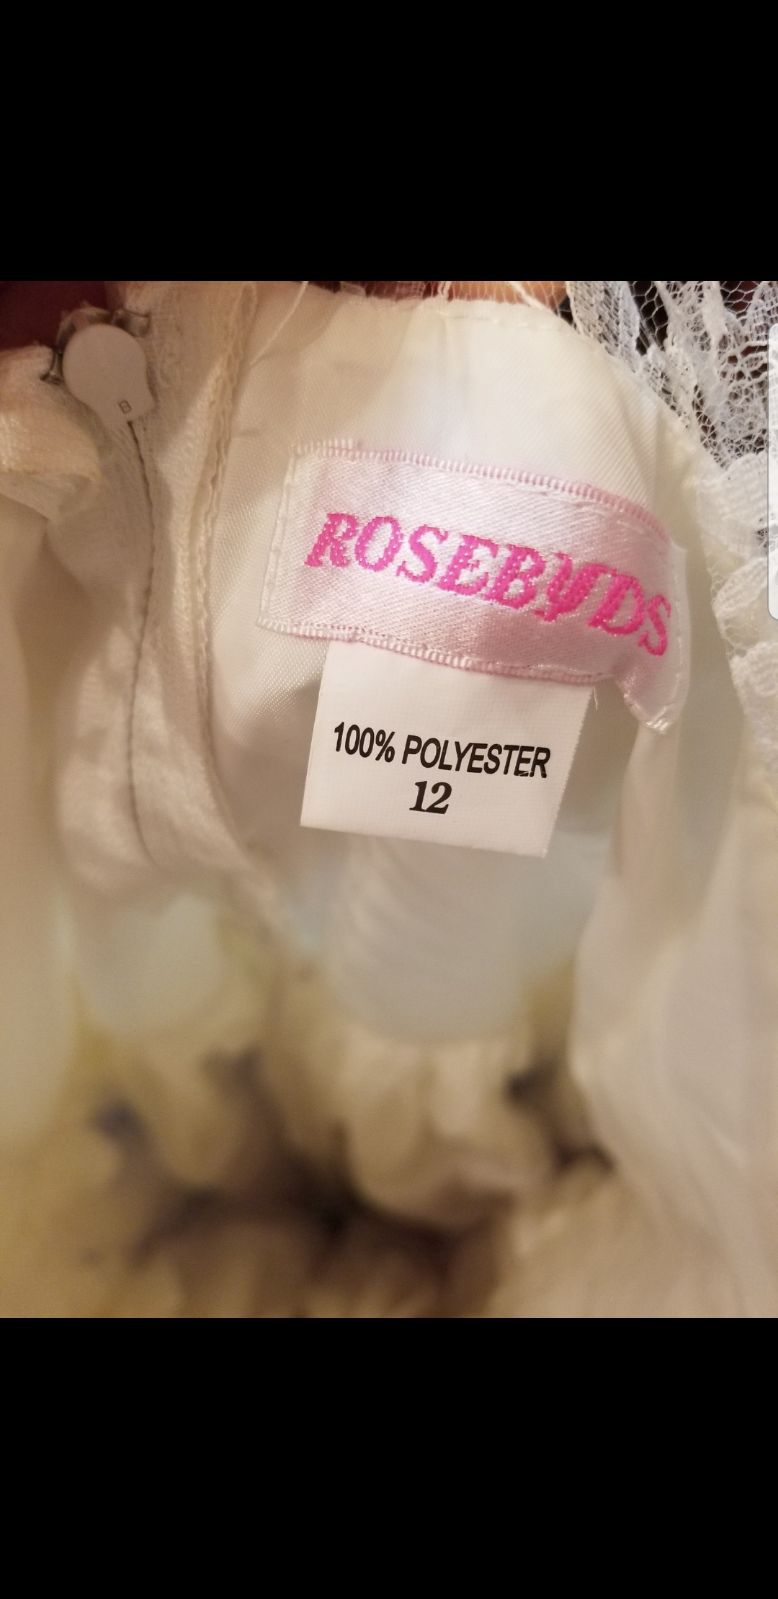 B
ROSEBUDS
100% POLYESTER
12